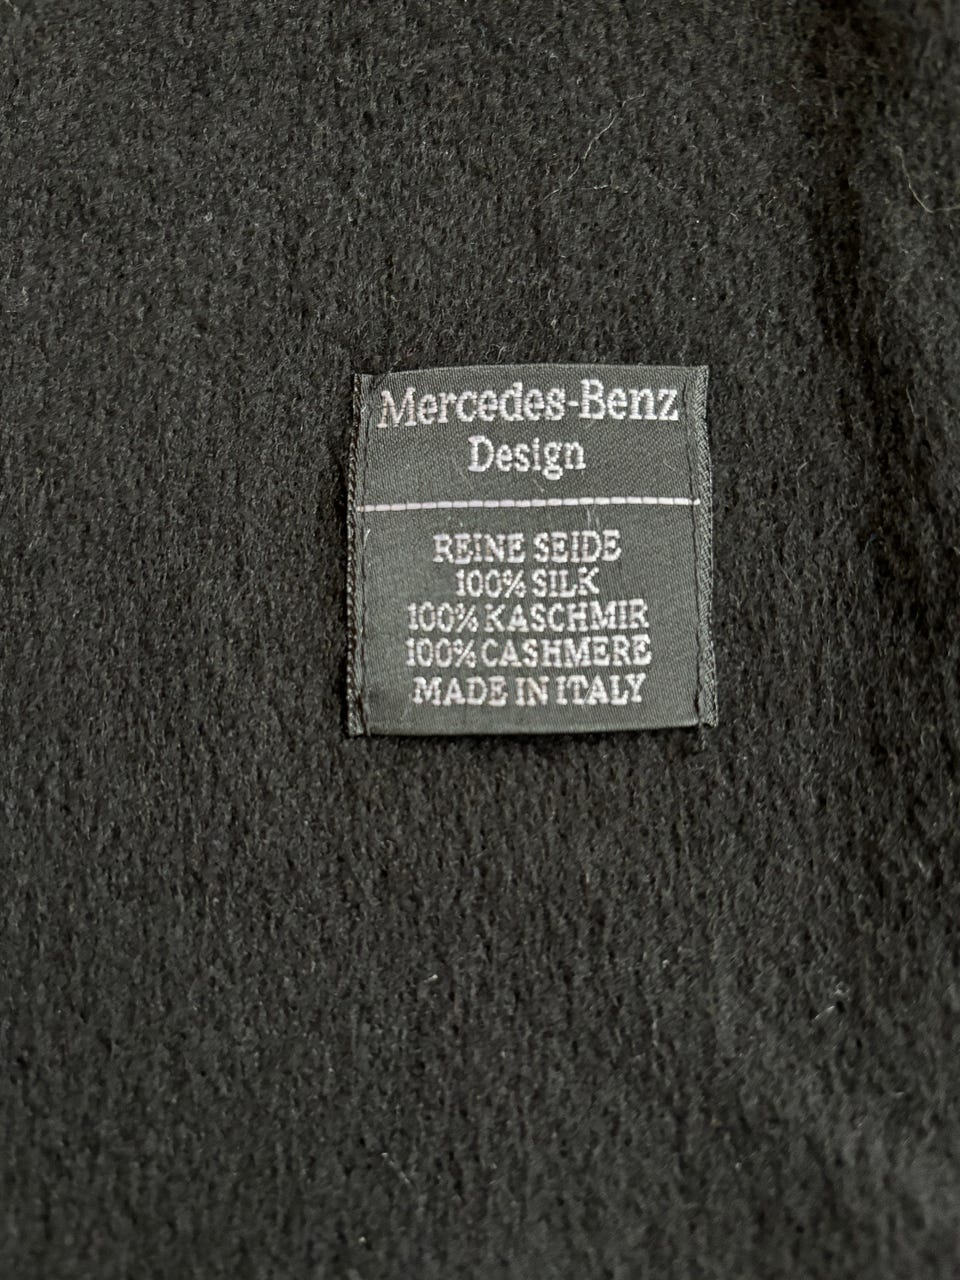 Mercedes-Benz
Design
REINE SEIDE
100% SILK
100% KASCHMIR
100% CASHMERE
MADE IN ITALY